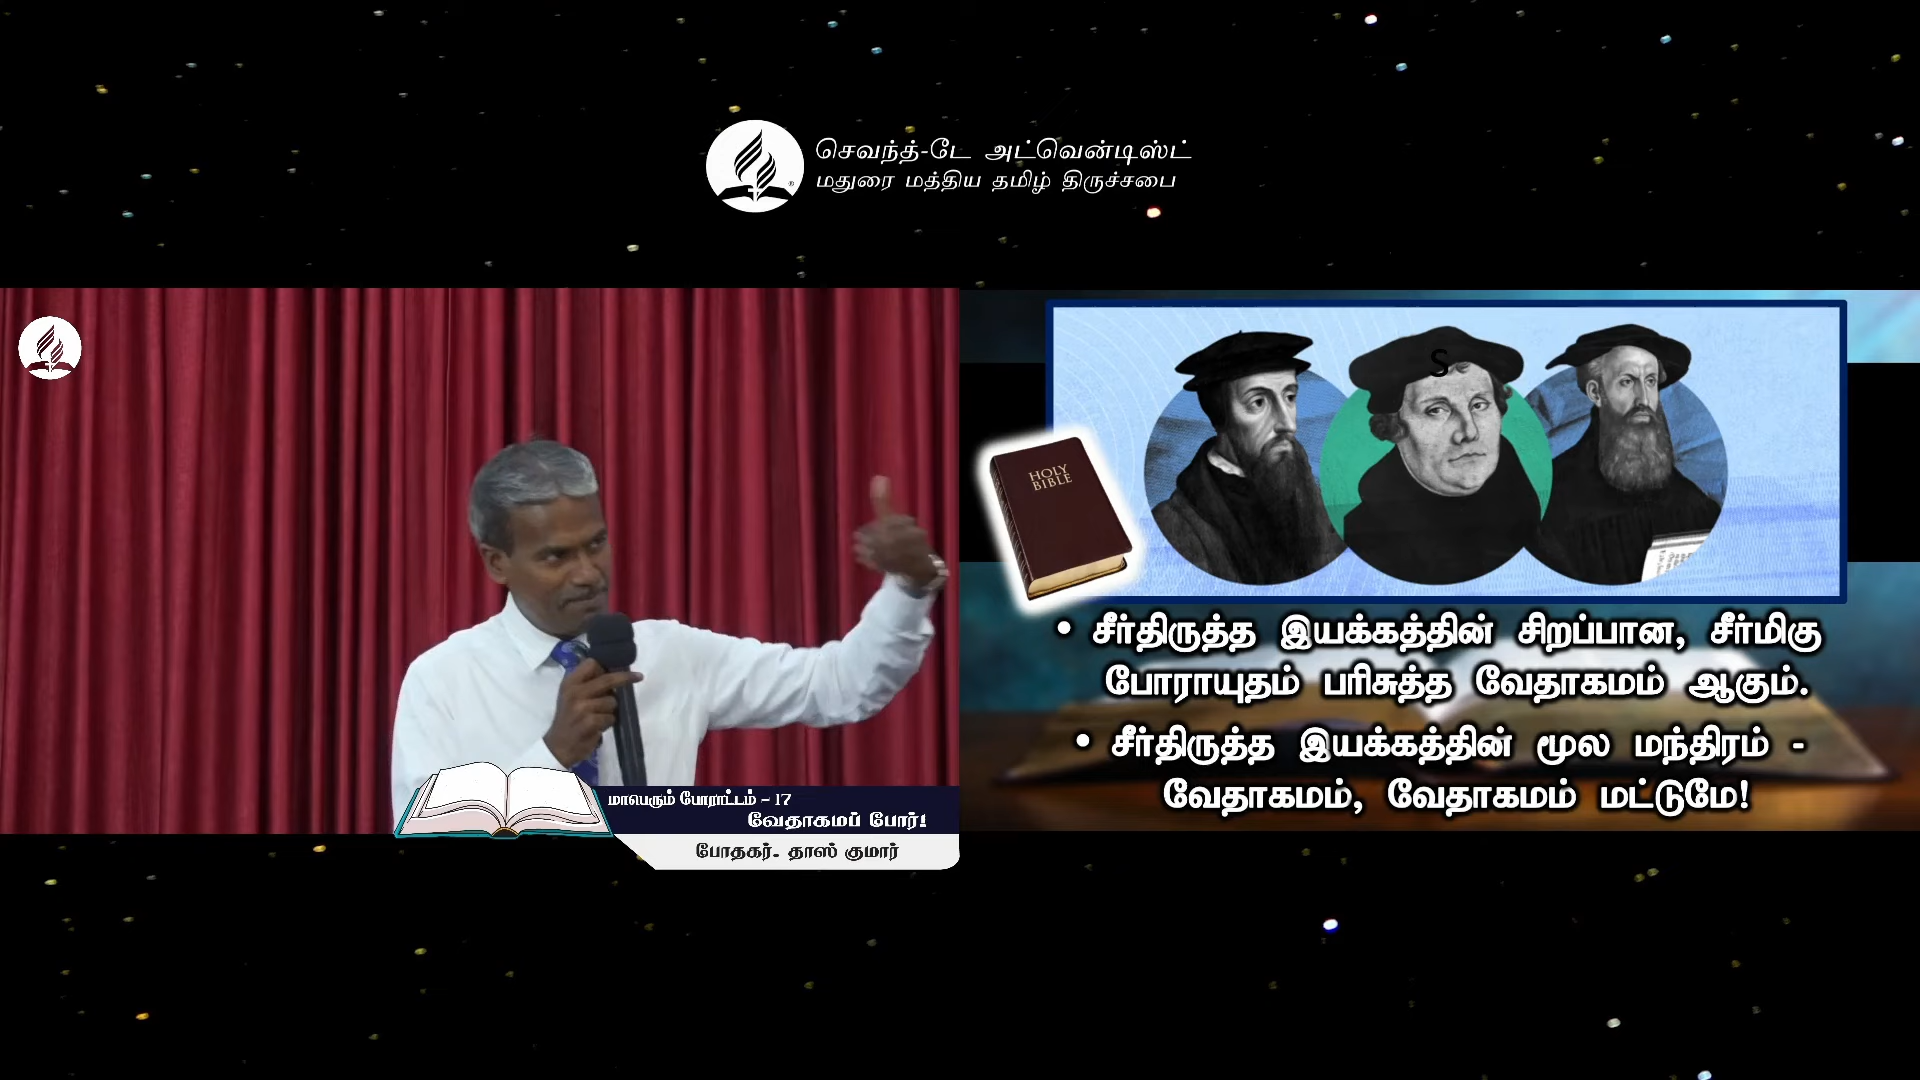 செவந்த்-டே அட்வென்டிஸ்ட்
மதுரை மத்திய தமிழ் திருச்சபை
HOLY
BIBLE
S
• சீர்திருத்த இயக்கத்தின் சிறப்பான, சீர்மிகு
போராயுதம் பரிசுத்த வேதாகமம் ஆகும்.
• சீர்திருத்த இயக்கத்தின் மூல மந்திரம் -
வேதாகமம், வேதாகமம் மட்டுமே!
மாபெரும் போராட்டம் – 17
வேதாகமப் போர்!
போதகர். தாஸ் குமார்